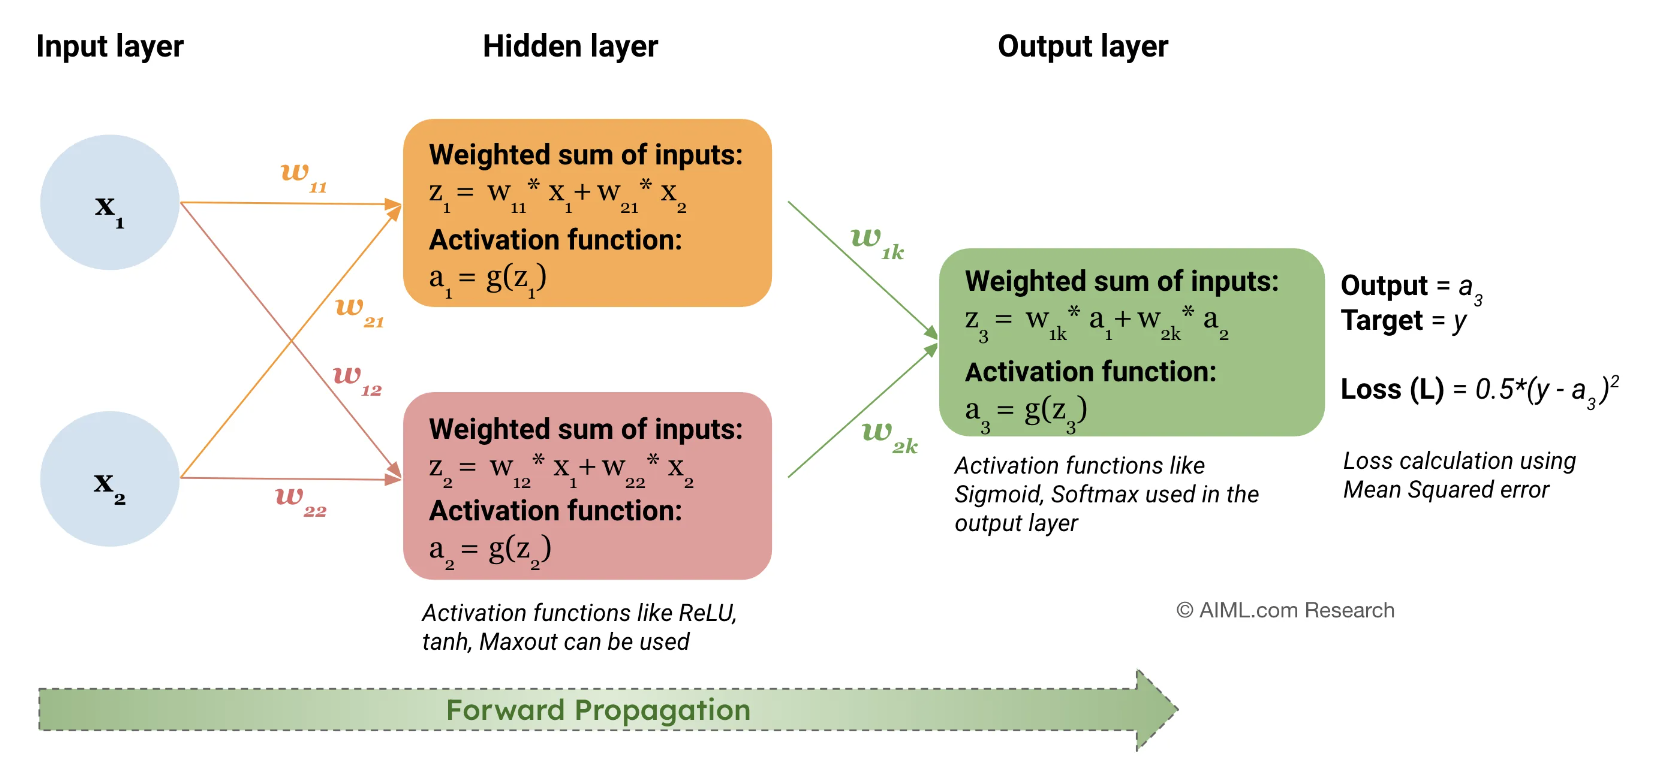 Input layer
Hidden layer
Output layer
x₁
x₂
w₁₁
w₂₁
w₁₂
w₂₂
Weighted sum of inputs:
z₁ = w₁₁* x₁+ w₂₁* x₂
Activation function:
a₁ = g(z₁)
Weighted sum of inputs:
z₂ = w₁₂* x₁+ w₂₂* x₂
Activation function:
a₂ = g(z₂)
Activation functions like ReLU,
tanh, Maxout can be used
w₁ₖ
w₂ₖ
Weighted sum of inputs:
z₃ = w₁ₖ* a₁+ w₂ₖ* a₂
Activation function:
a₃ = g(z₃)
Activation functions like
Sigmoid, Softmax used in the
output layer
Output = a₃
Target = y
Loss (L) = 0.5*(y - a₃)²
Loss calculation using
Mean Squared error
© AIML.com Research
Forward Propagation